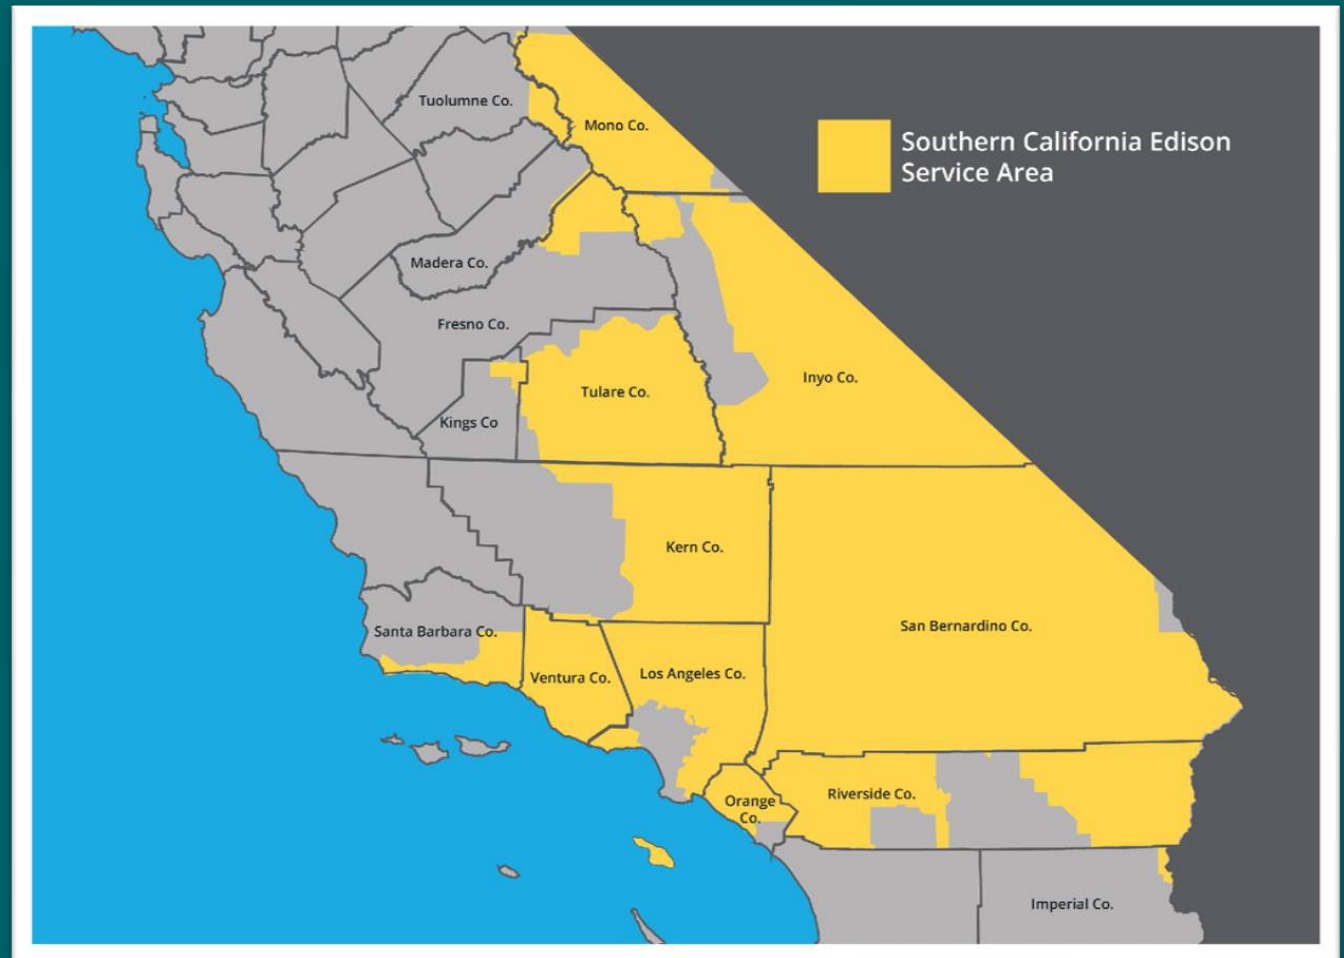 Tuolumne Co.
Mono Co.
Southern California Edison
Service Area
Madera Co.
Fresno Co.
Inyo Co.
Tulare Co.
Kings Co
Kern Co.
San Bernardino Co.
Santa Barbara Co.
Ventura Co.
Los Angeles Co.
Riverside Co.
Orange
Co.
Imperial Co.